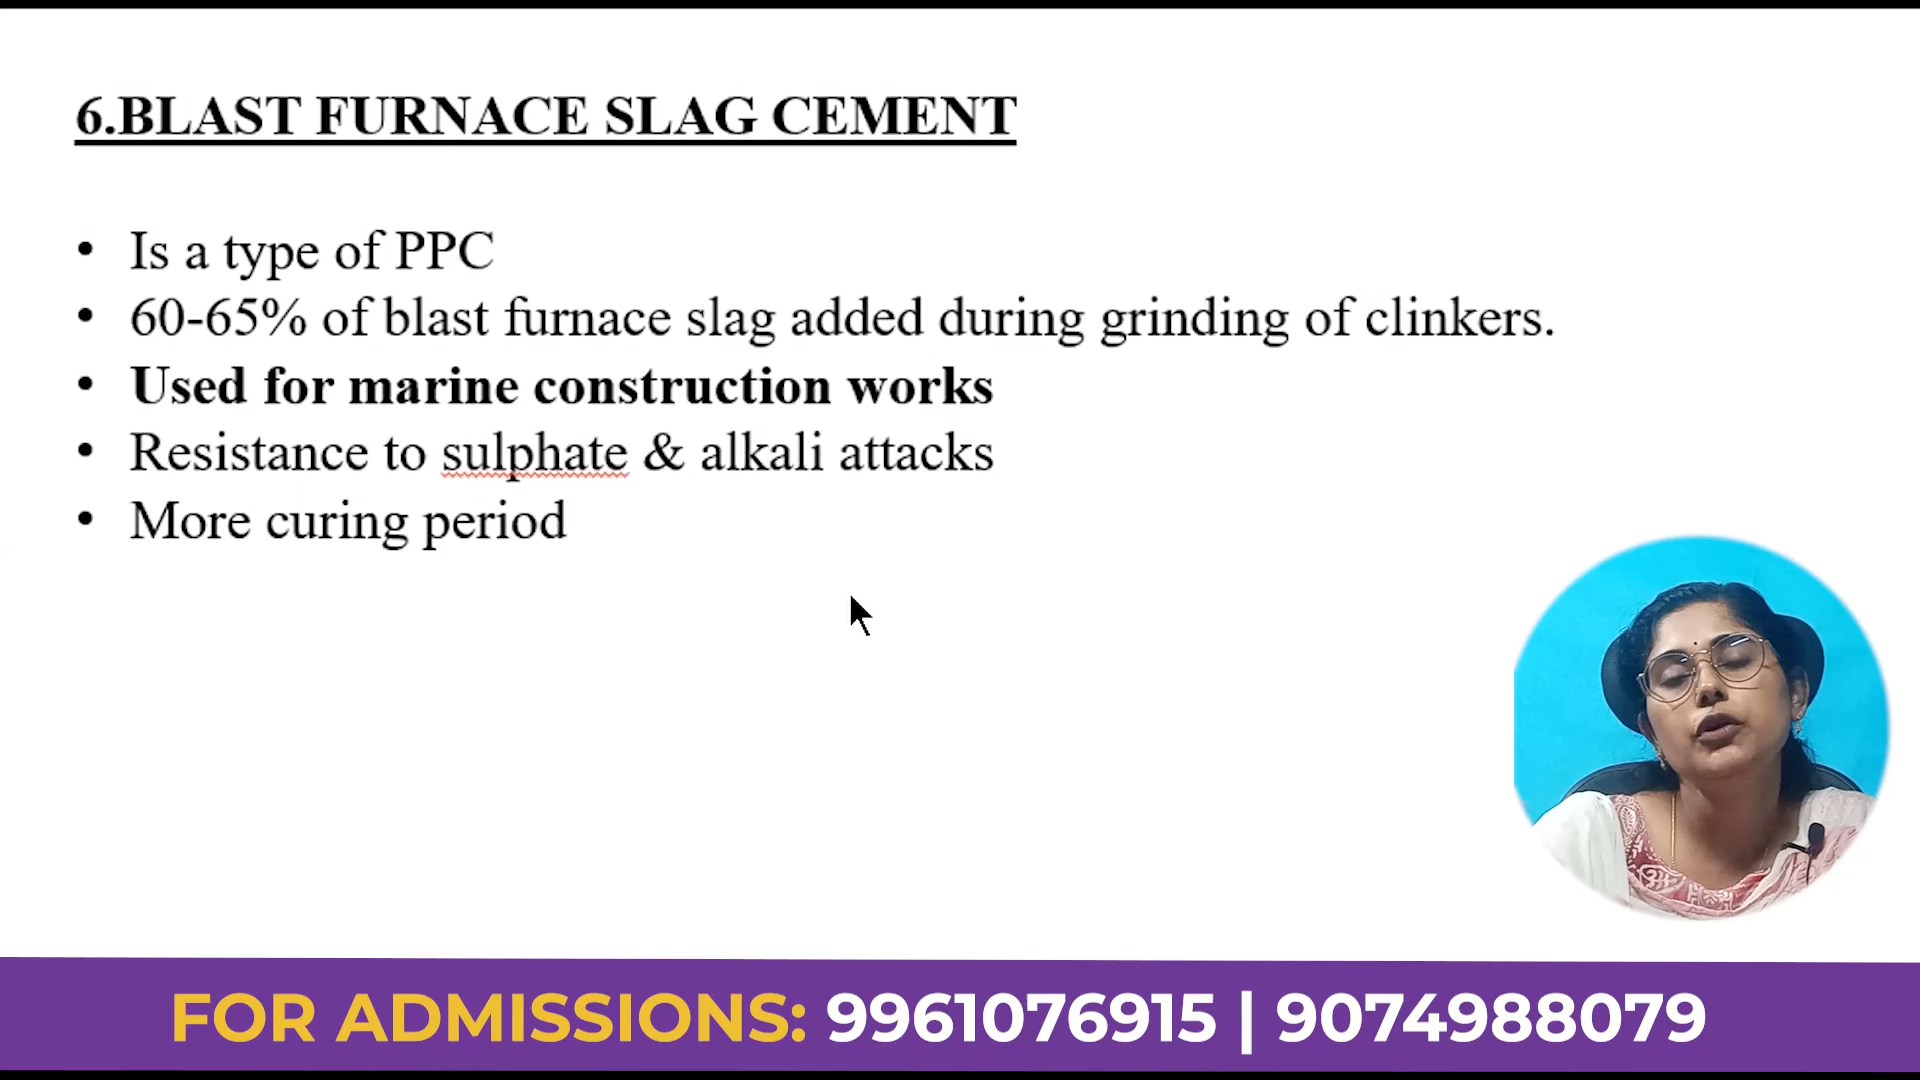 6.BLAST FURNACE SLAG CEMENT
• Is a type of PPC
• 60-65% of blast furnace slag added during grinding of clinkers.
• Used for marine construction works
• Resistance to sulphate & alkali attacks
• More curing period
FOR ADMISSIONS: 9961076915 | 9074988079